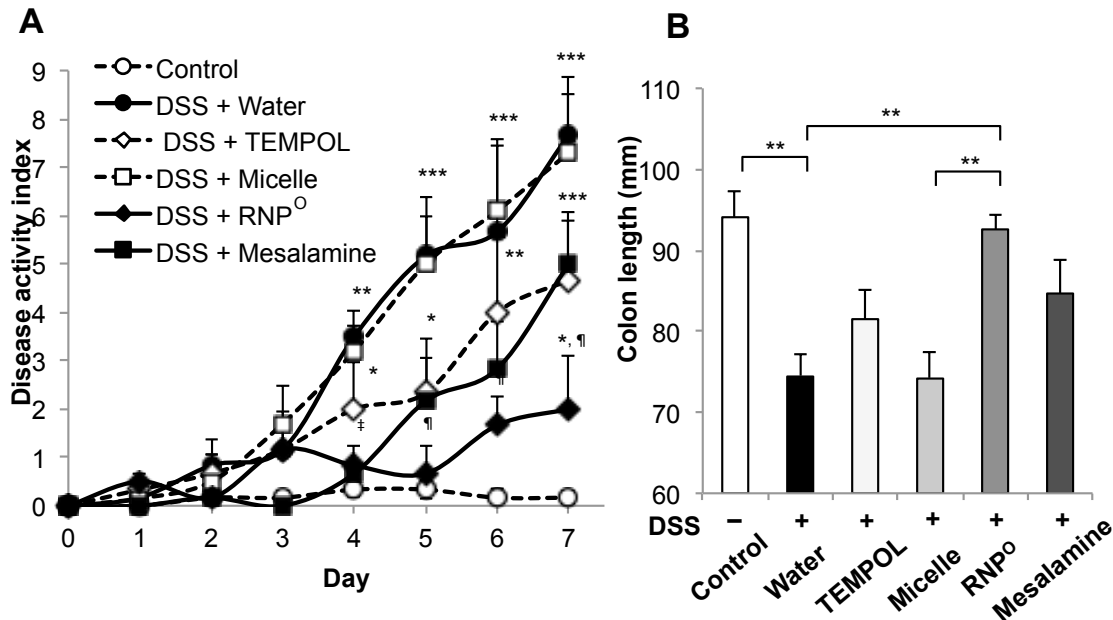 A
Control
DSS + Water
DSS + TEMPOL
DSS + Micelle
DSS + RNP^O
DSS + Mesalamine
Disease activity index
9
8
7
6
5
4
3
2
1
0
***
***
***
***
**
**
*
*
*, ¶
¶
¶
‡
0 1 2 3 4 5 6 7
Day
B
Colon length (mm)
110
100
90
80
70
60
**
**
**
DSS − + + + + +
Control
Water
TEMPOL
Micelle
RNP^O
Mesalamine